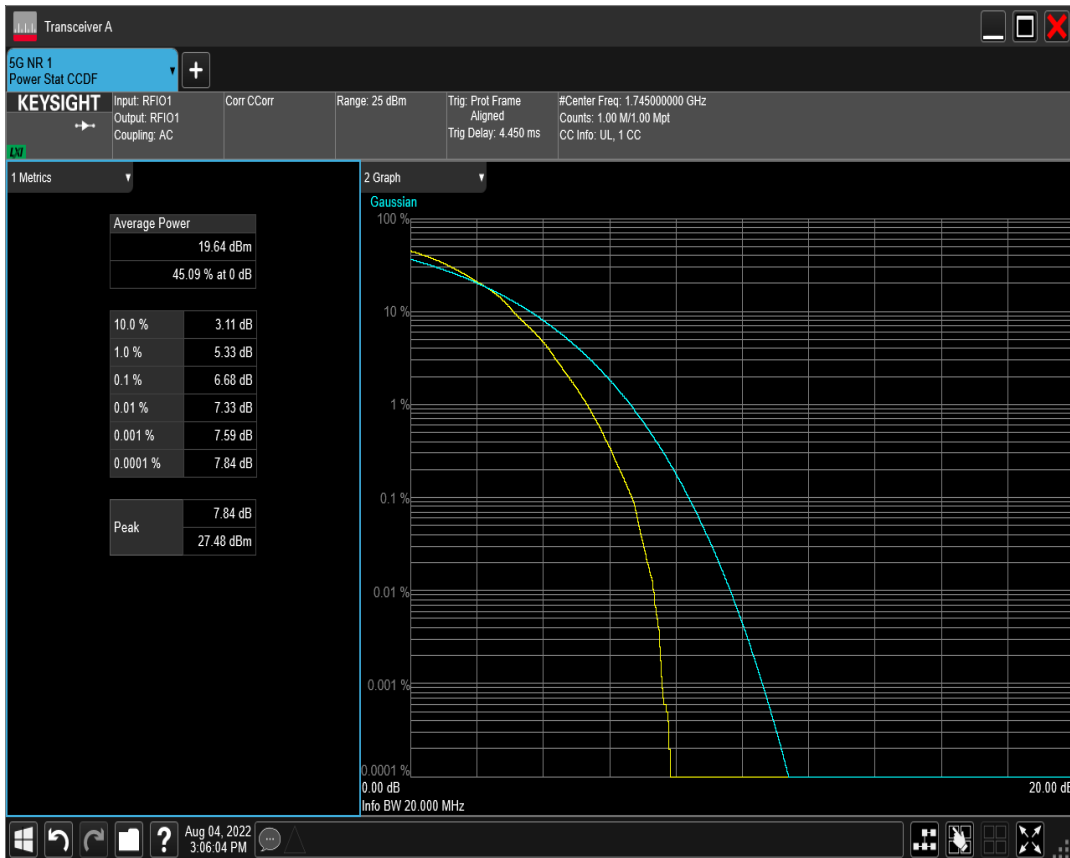 Transceiver A
5G NR 1
Power Stat CCDF
KEYSIGHT
LXI
Input: RFIO1
Output: RFIO1
Coupling: AC
Corr CCorr
Range: 25 dBm
Trig: Prot Frame
Aligned
Trig Delay: 4.450 ms
#Center Freq: 1.745000000 GHz
Counts: 1.00 M/1.00 Mpt
CC Info: UL, 1 CC
1 Metrics
Average Power
19.64 dBm
45.09 % at 0 dB
10.0 % 3.11 dB
1.0 % 5.33 dB
0.1 % 6.68 dB
0.01 % 7.33 dB
0.001 % 7.59 dB
0.0001 % 7.84 dB
Peak 7.84 dB
27.48 dBm
2 Graph
Gaussian
100 %
10 %
1 %
0.1 %
0.01 %
0.001 %
0.0001 %
0.00 dB 20.00 dB
Info BW 20.000 MHz
? Aug 04, 2022
3:06:04 PM